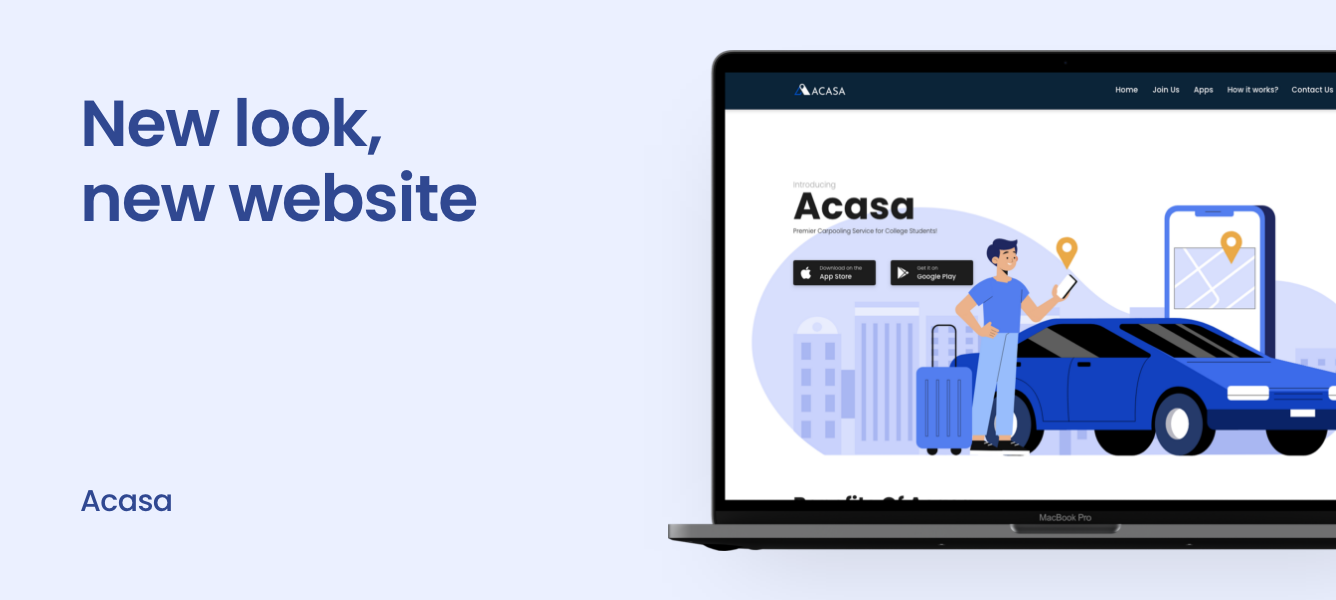 New look,
new website
Acasa
ACASA
Home Join Us Apps How it works? Contact Us
Introducing
Acasa
Premier Carpooling Service for College Students!
Download on the
App Store
Get it on
Google Play
MacBook Pro